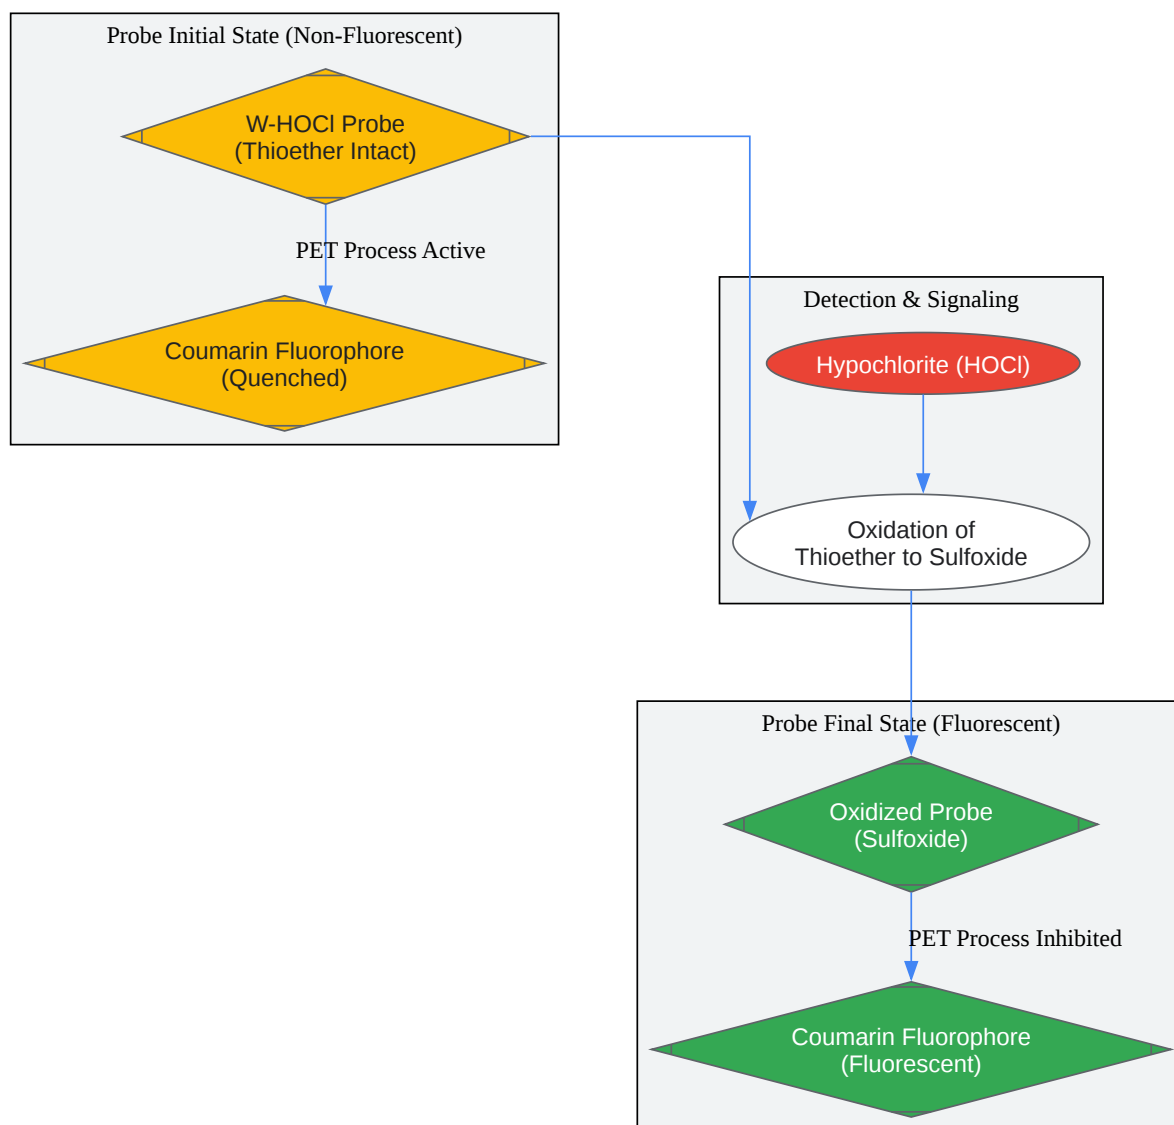 Probe Initial State (Non-Fluorescent)
W-HOCl Probe
(Thioether Intact)
PET Process Active
Coumarin Fluorophore
(Quenched)
Detection & Signaling
Hypochlorite (HOCl)
Oxidation of
Thioether to Sulfoxide
Probe Final State (Fluorescent)
Oxidized Probe
(Sulfoxide)
PET Process Inhibited
Coumarin Fluorophore
(Fluorescent)